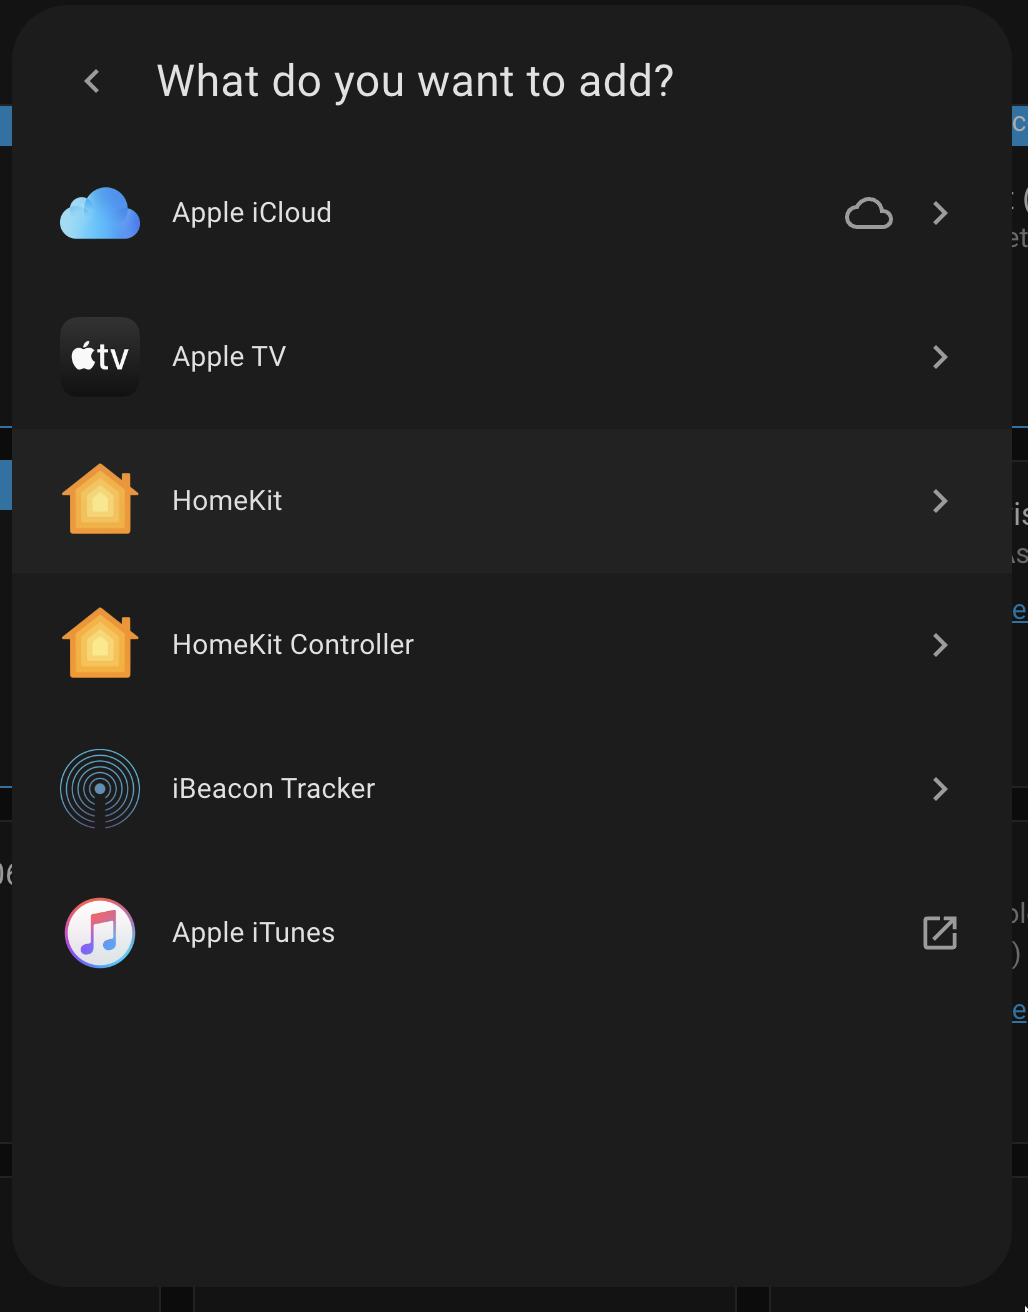 What do you want to add?
Apple iCloud
tv
Apple TV
HomeKit
HomeKit Controller
iBeacon Tracker
Apple iTunes